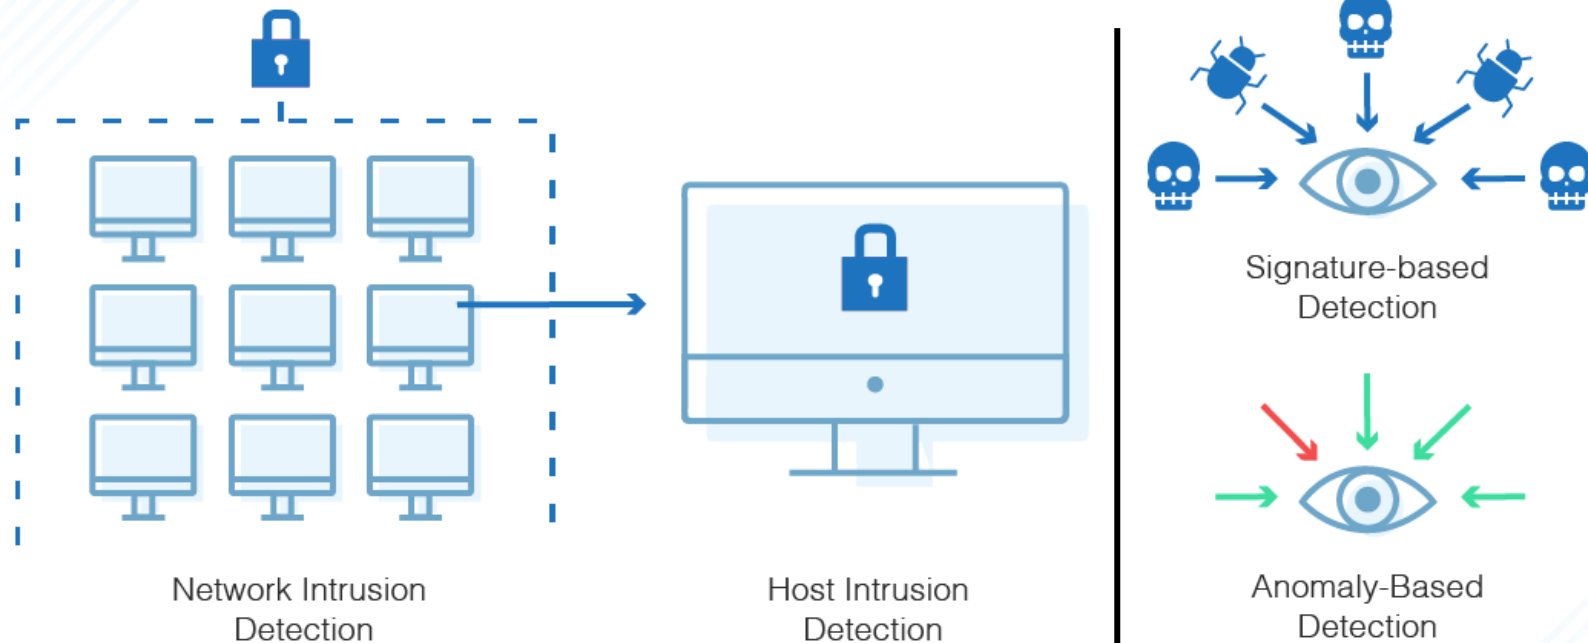 Network Intrusion
Detection
Host Intrusion
Detection
Signature-based
Detection
Anomaly-Based
Detection